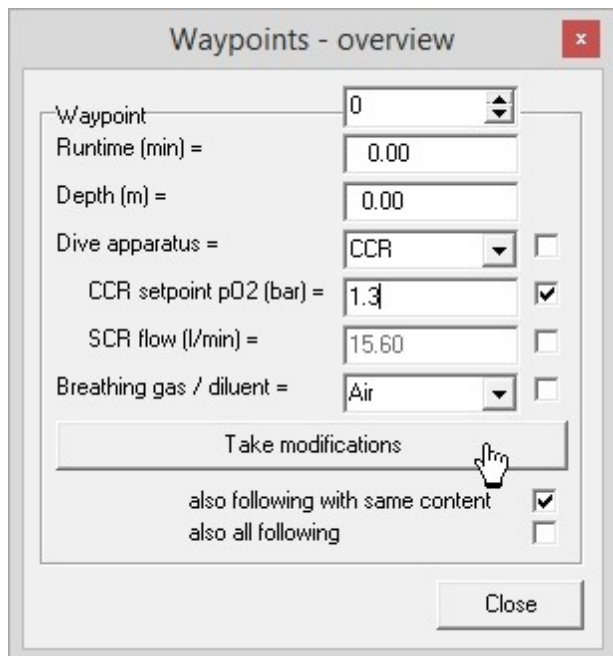 Waypoints - overview
x
Waypoint 0
Runtime (min) = 0.00
Depth (m) = 0.00
Dive apparatus = CCR
CCR setpoint pO2 (bar) = 1.3
SCR flow (l/min) = 15.60
Breathing gas / diluent = Air
Take modifications
also following with same content
also all following
Close